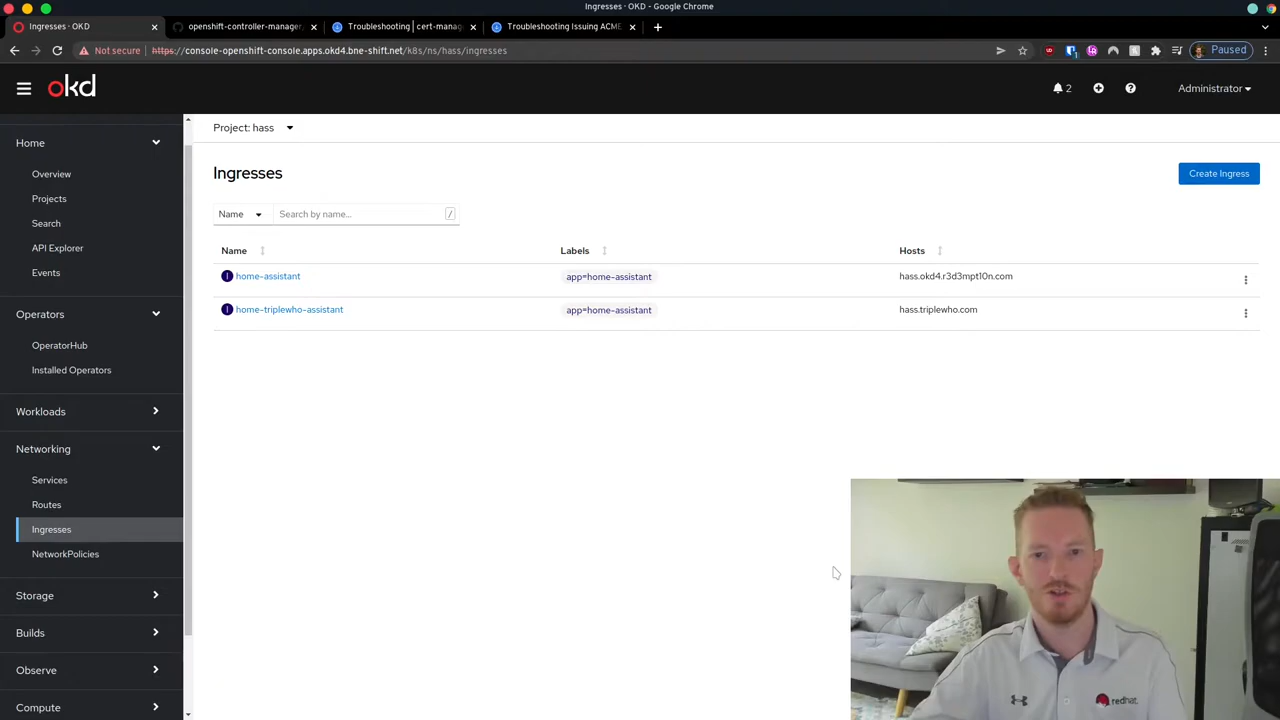 Ingresses · OKD - Google Chrome
Ingresses · OKD
openshift-controller-manager
Troubleshooting | cert-manag
Troubleshooting Issuing ACME
Not secure
https://console-openshift-console.apps.okd4.bne-shift.net/k8s/ns/hass/ingresses
Paused
okd
2
Administrator
Home
Overview
Projects
Search
API Explorer
Events
Operators
OperatorHub
Installed Operators
Workloads
Networking
Services
Routes
Ingresses
NetworkPolicies
Storage
Builds
Observe
Compute
Project: hass
Ingresses
Create Ingress
Name
Search by name...
/
Name
Labels
Hosts
I
home-assistant
app=home-assistant
hass.okd4.r3d3mpt10n.com
I
home-triplewho-assistant
app=home-assistant
hass.triplewho.com
redhat.